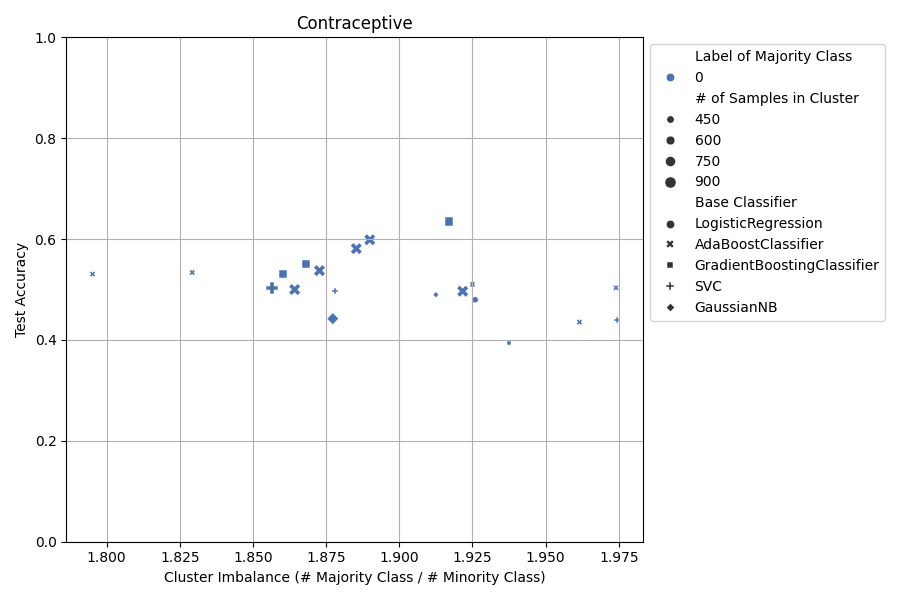 Contraceptive
1.0
0.8
0.6
0.4
0.2
0.0
Test Accuracy
1.800
1.825
1.850
1.875
1.900
1.925
1.950
1.975
Cluster Imbalance (# Majority Class / # Minority Class)
Label of Majority Class
0
# of Samples in Cluster
450
600
750
900
Base Classifier
LogisticRegression
AdaBoostClassifier
GradientBoostingClassifier
SVC
GaussianNB